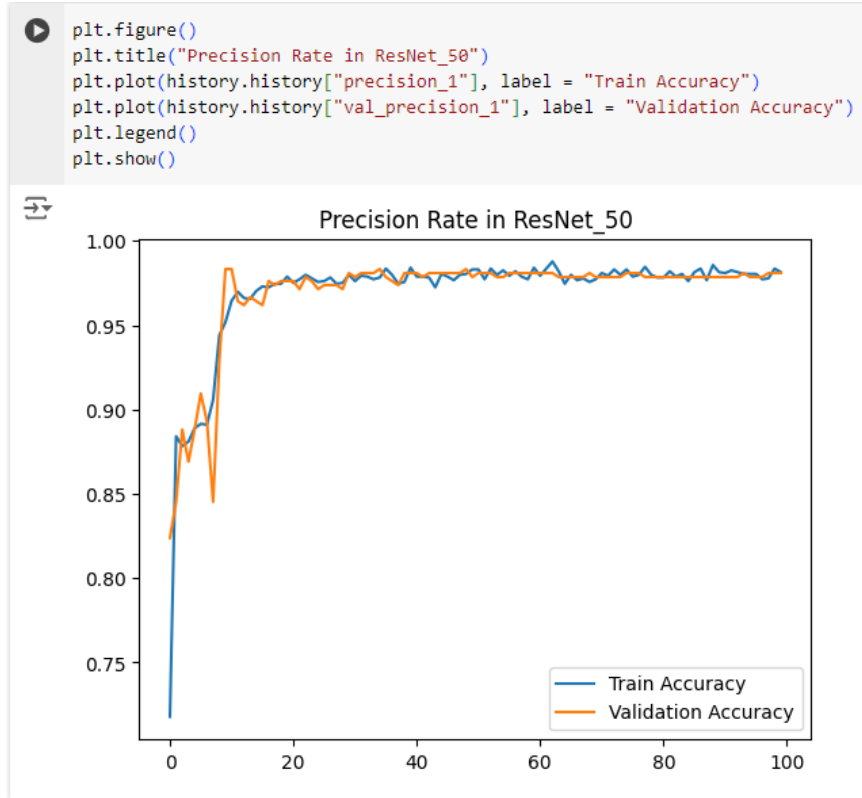 plt.figure()
plt.title("Precision Rate in ResNet_50")
plt.plot(history.history["precision_1"], label = "Train Accuracy")
plt.plot(history.history["val_precision_1"], label = "Validation Accuracy")
plt.legend()
plt.show()
Precision Rate in ResNet_50
1.00
0.95
0.90
0.85
0.80
0.75
Train Accuracy
Validation Accuracy
0 20 40 60 80 100